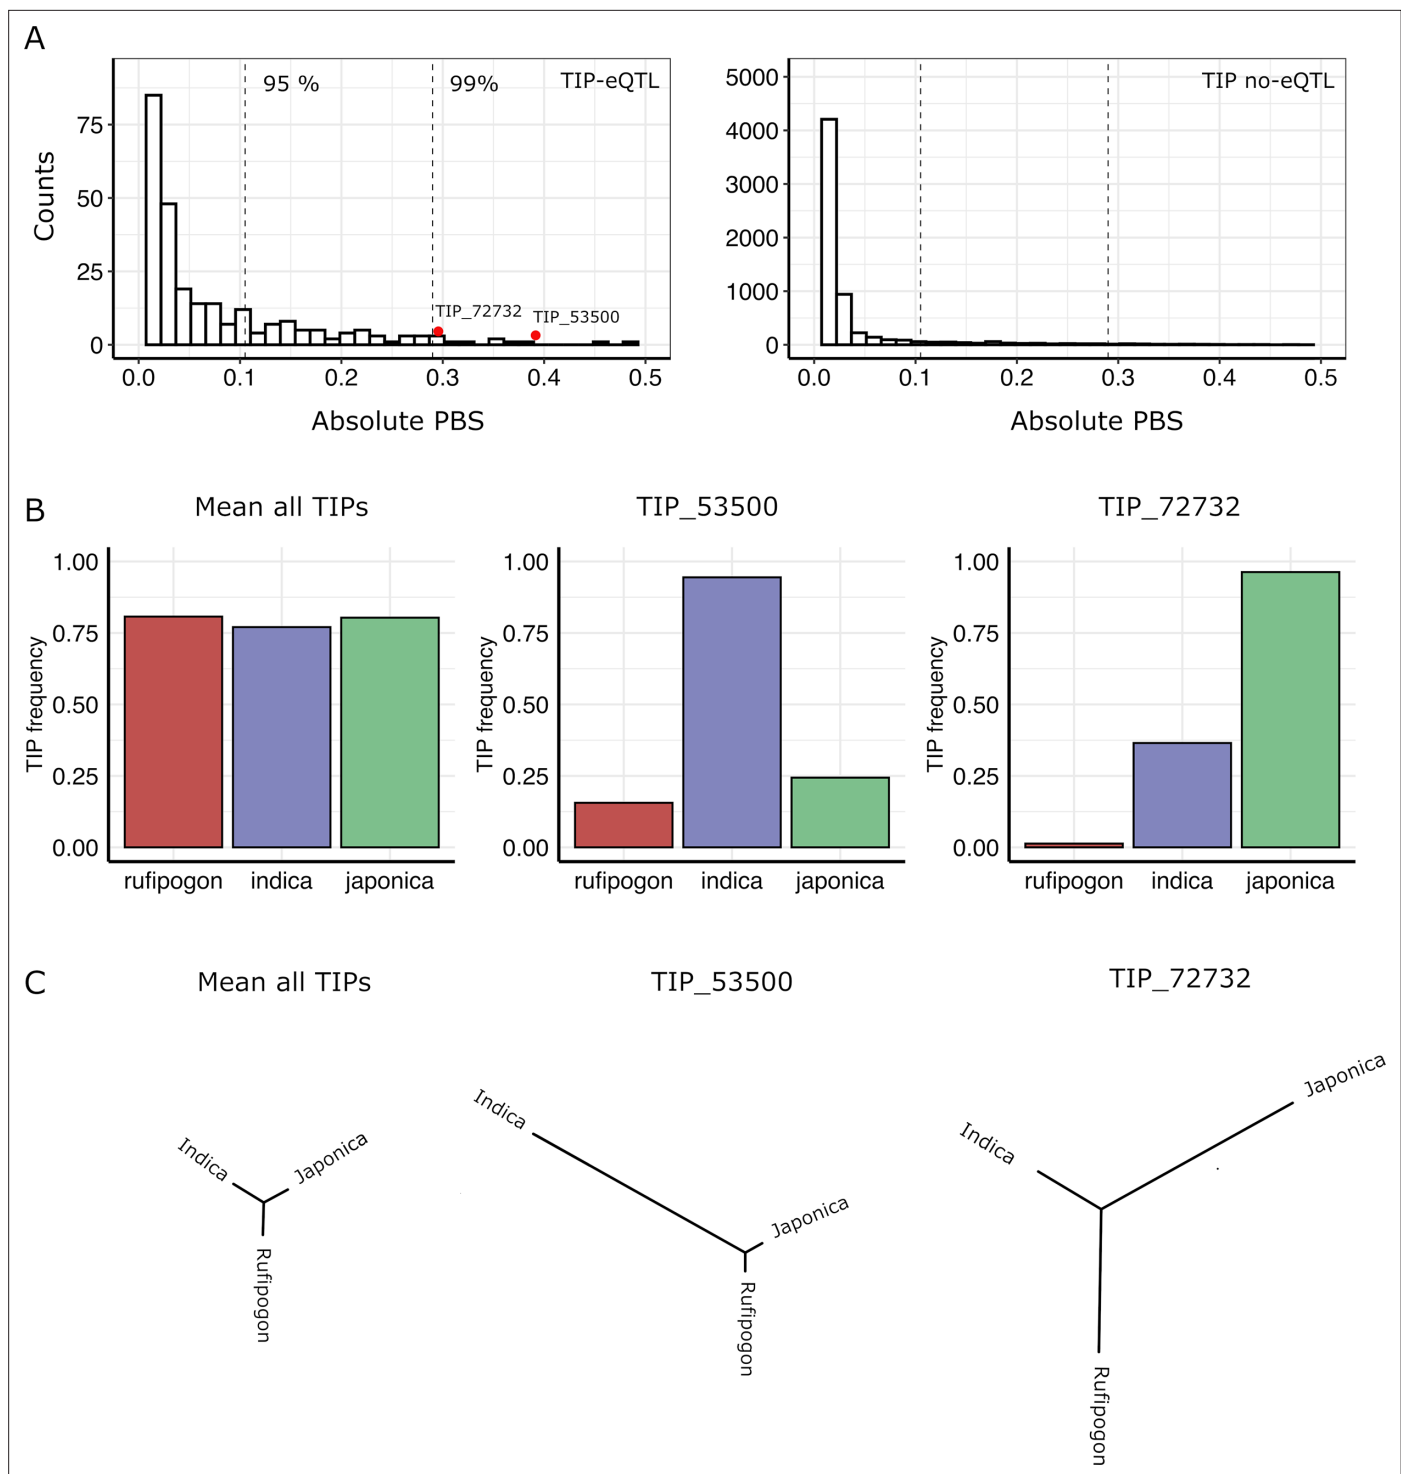 A
95 %
99%
TIP-eQTL
TIP_72732
TIP_53500
Counts
75
50
25
0
0.0
0.1
0.2
0.3
0.4
0.5
Absolute PBS
TIP no-eQTL
5000
4000
3000
2000
1000
0
0.0
0.1
0.2
0.3
0.4
0.5
Absolute PBS
B
Mean all TIPs
TIP frequency
1.00
0.75
0.50
0.25
0.00
rufipogon
indica
japonica
TIP_53500
TIP frequency
1.00
0.75
0.50
0.25
0.00
rufipogon
indica
japonica
TIP_72732
TIP frequency
1.00
0.75
0.50
0.25
0.00
rufipogon
indica
japonica
C
Mean all TIPs
Indica
Japonica
Rufipogon
TIP_53500
Indica
Japonica
Rufipogon
TIP_72732
Indica
Japonica
Rufipogon